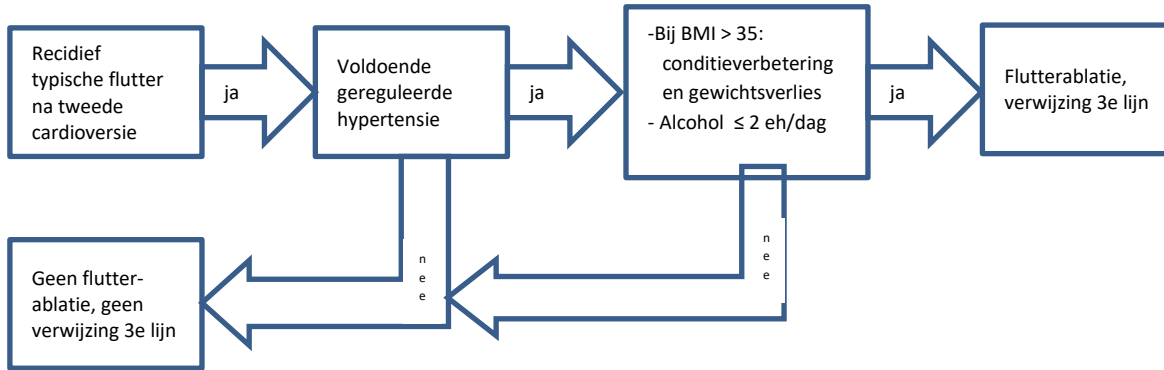 Recidief
typische flutter
na tweede
cardioversie
ja
Voldoende
gereguleerde
hypertensie
ja
-Bij BMI > 35:
conditieverbetering
en gewichtsverlies
- Alcohol ≤ 2 eh/dag
ja
Flutterablatie,
verwijzing 3e lijn
n
e
e
n
e
e
Geen flutter-
ablatie, geen
verwijzing 3e lijn